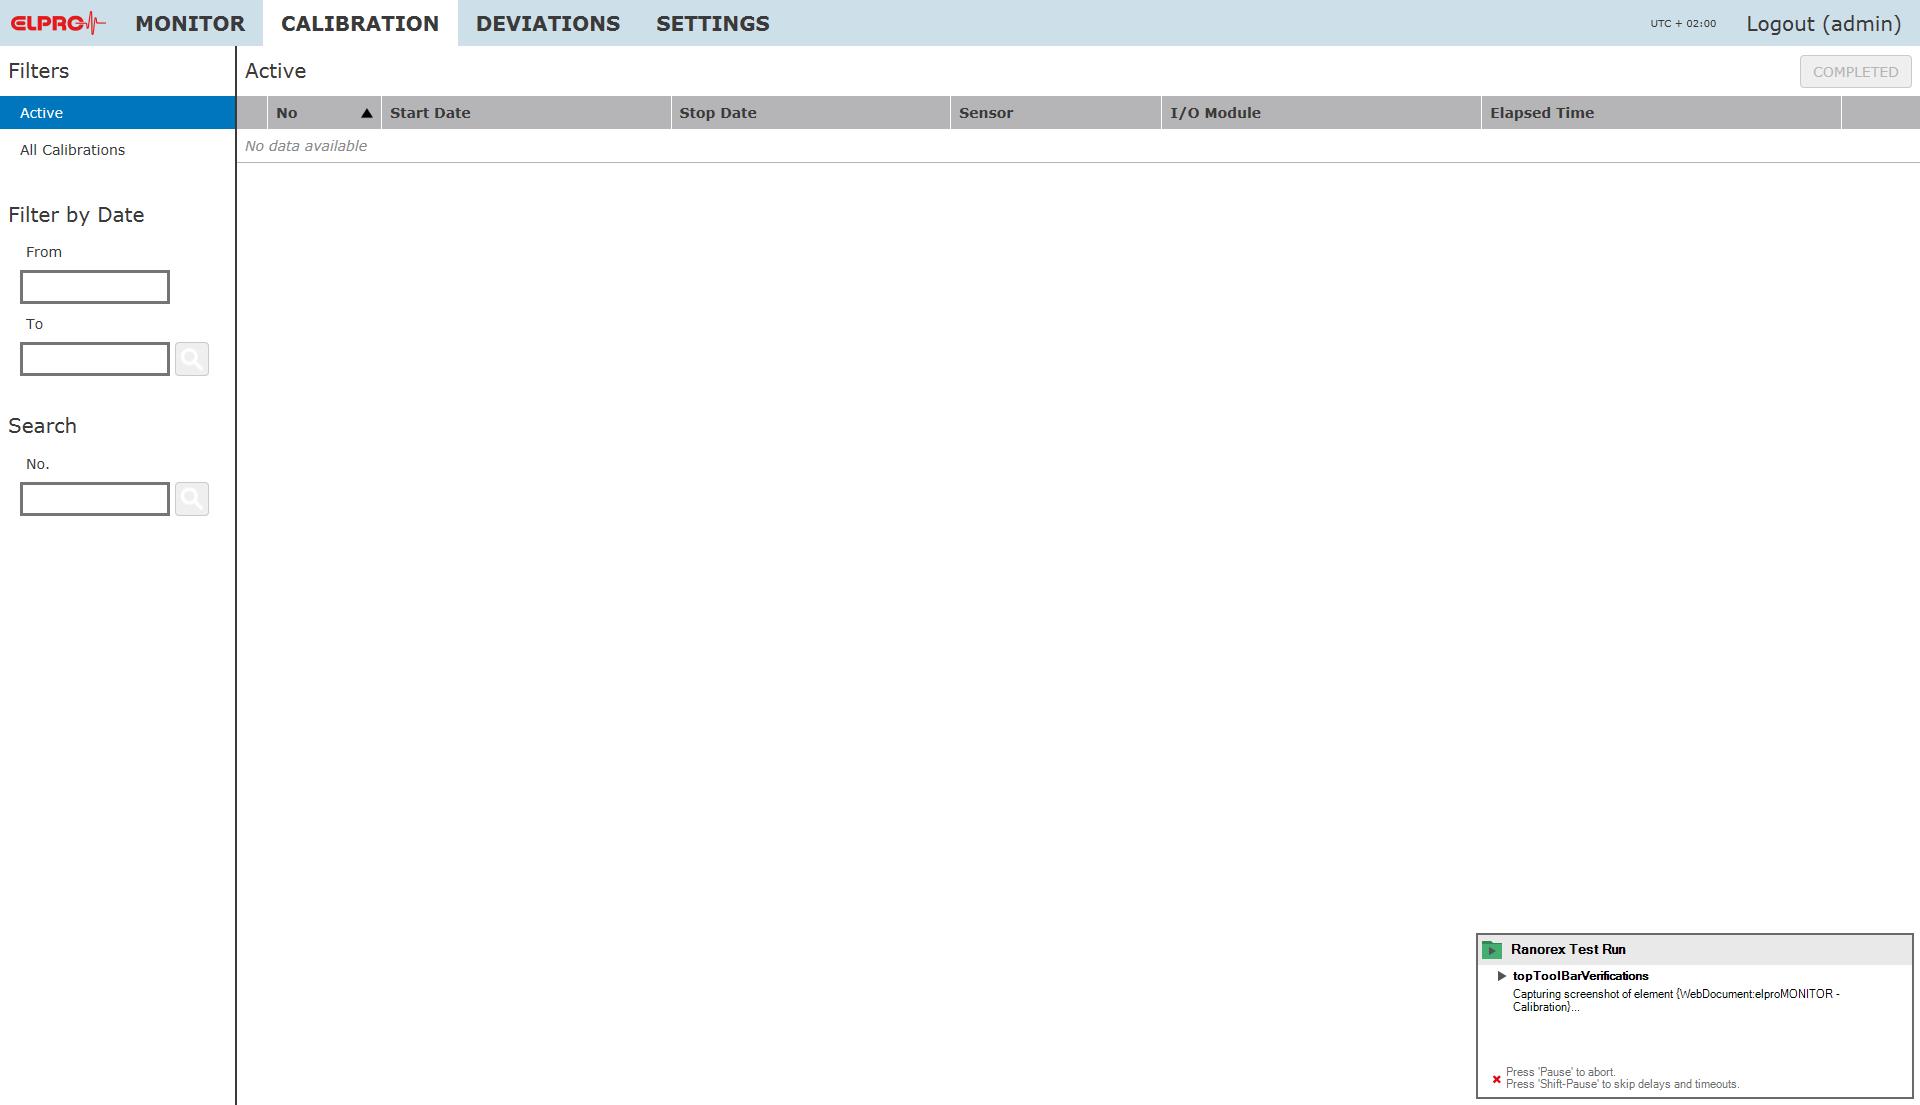 ELPRO MONITOR CALIBRATION DEVIATIONS SETTINGS UTC + 02:00 Logout (admin)
Filters
Active
All Calibrations
Filter by Date
From
To
Search
No.
Active COMPLETED
No Start Date Stop Date Sensor I/O Module Elapsed Time
No data available
Ranorex Test Run
topToolBarVerifications
Capturing screenshot of element {WebDocument:elproMONITOR -
Calibration}...
Press 'Pause' to abort.
Press 'Shift-Pause' to skip delays and timeouts.